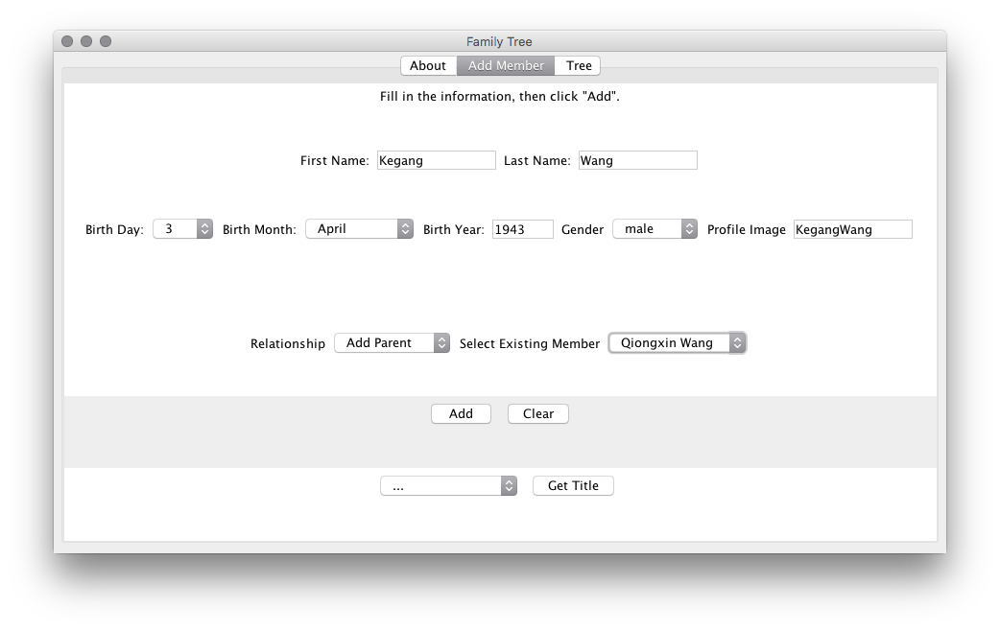 Family Tree
About Add Member Tree
Fill in the information, then click "Add".
First Name: Kegang Last Name: Wang
Birth Day: 3 Birth Month: April Birth Year: 1943 Gender male Profile Image KegangWang
Relationship Add Parent Select Existing Member Qiongxin Wang
Add Clear
... Get Title